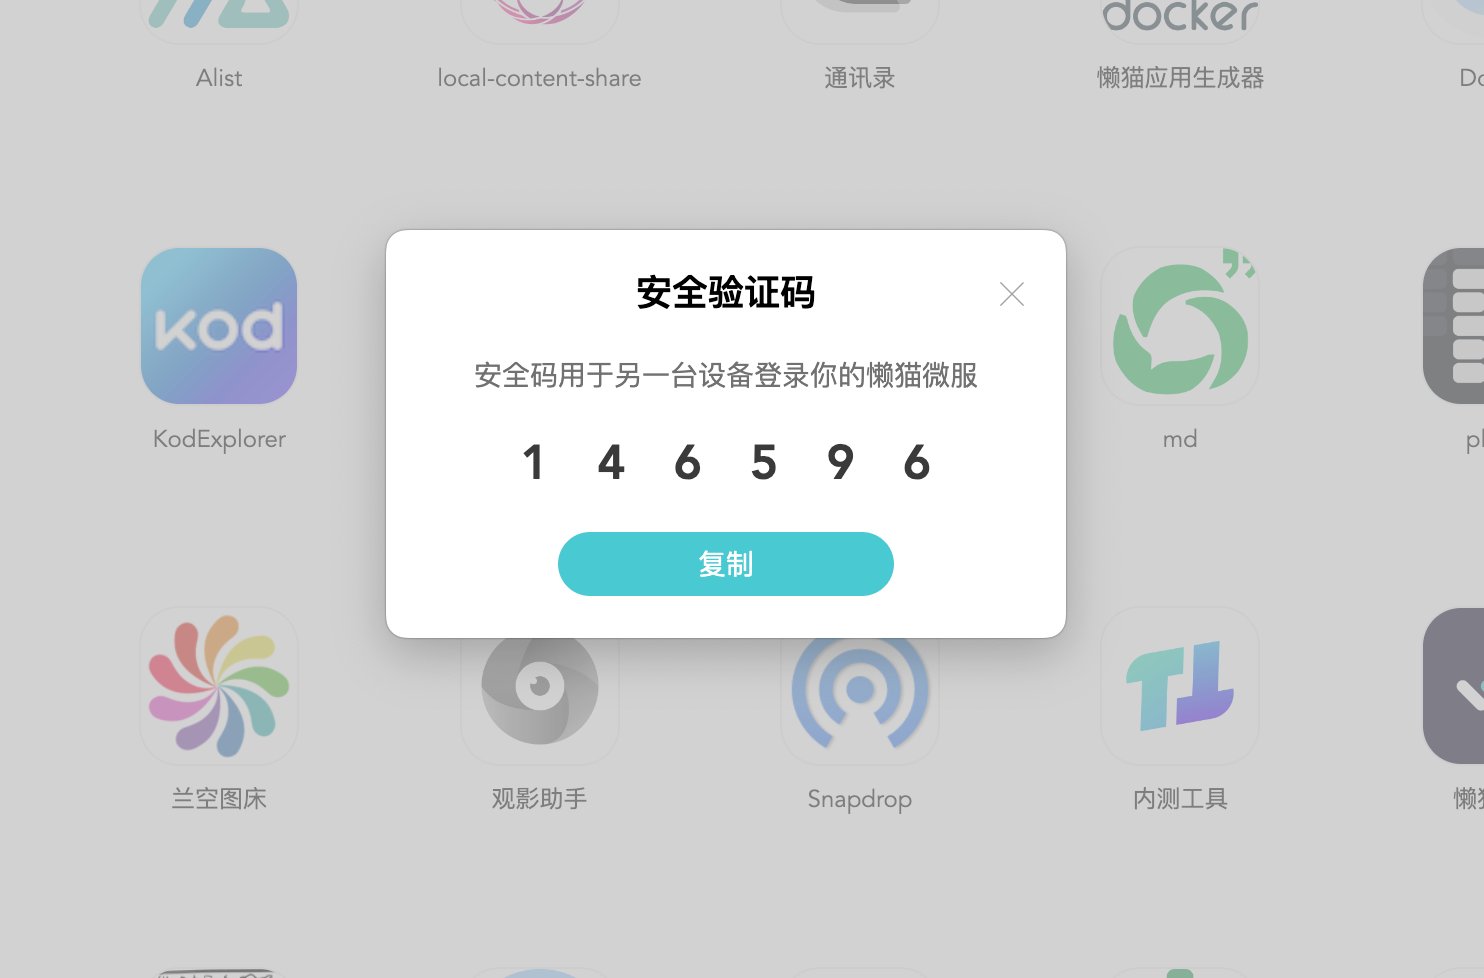 docker
Alist
local-content-share
通讯录
懒猫应用生成器
安全验证码
安全码用于另一台设备登录你的懒猫微服
1 4 6 5 9 6
复制
kod
KodExplorer
md
兰空图床
观影助手
Snapdrop
内测工具